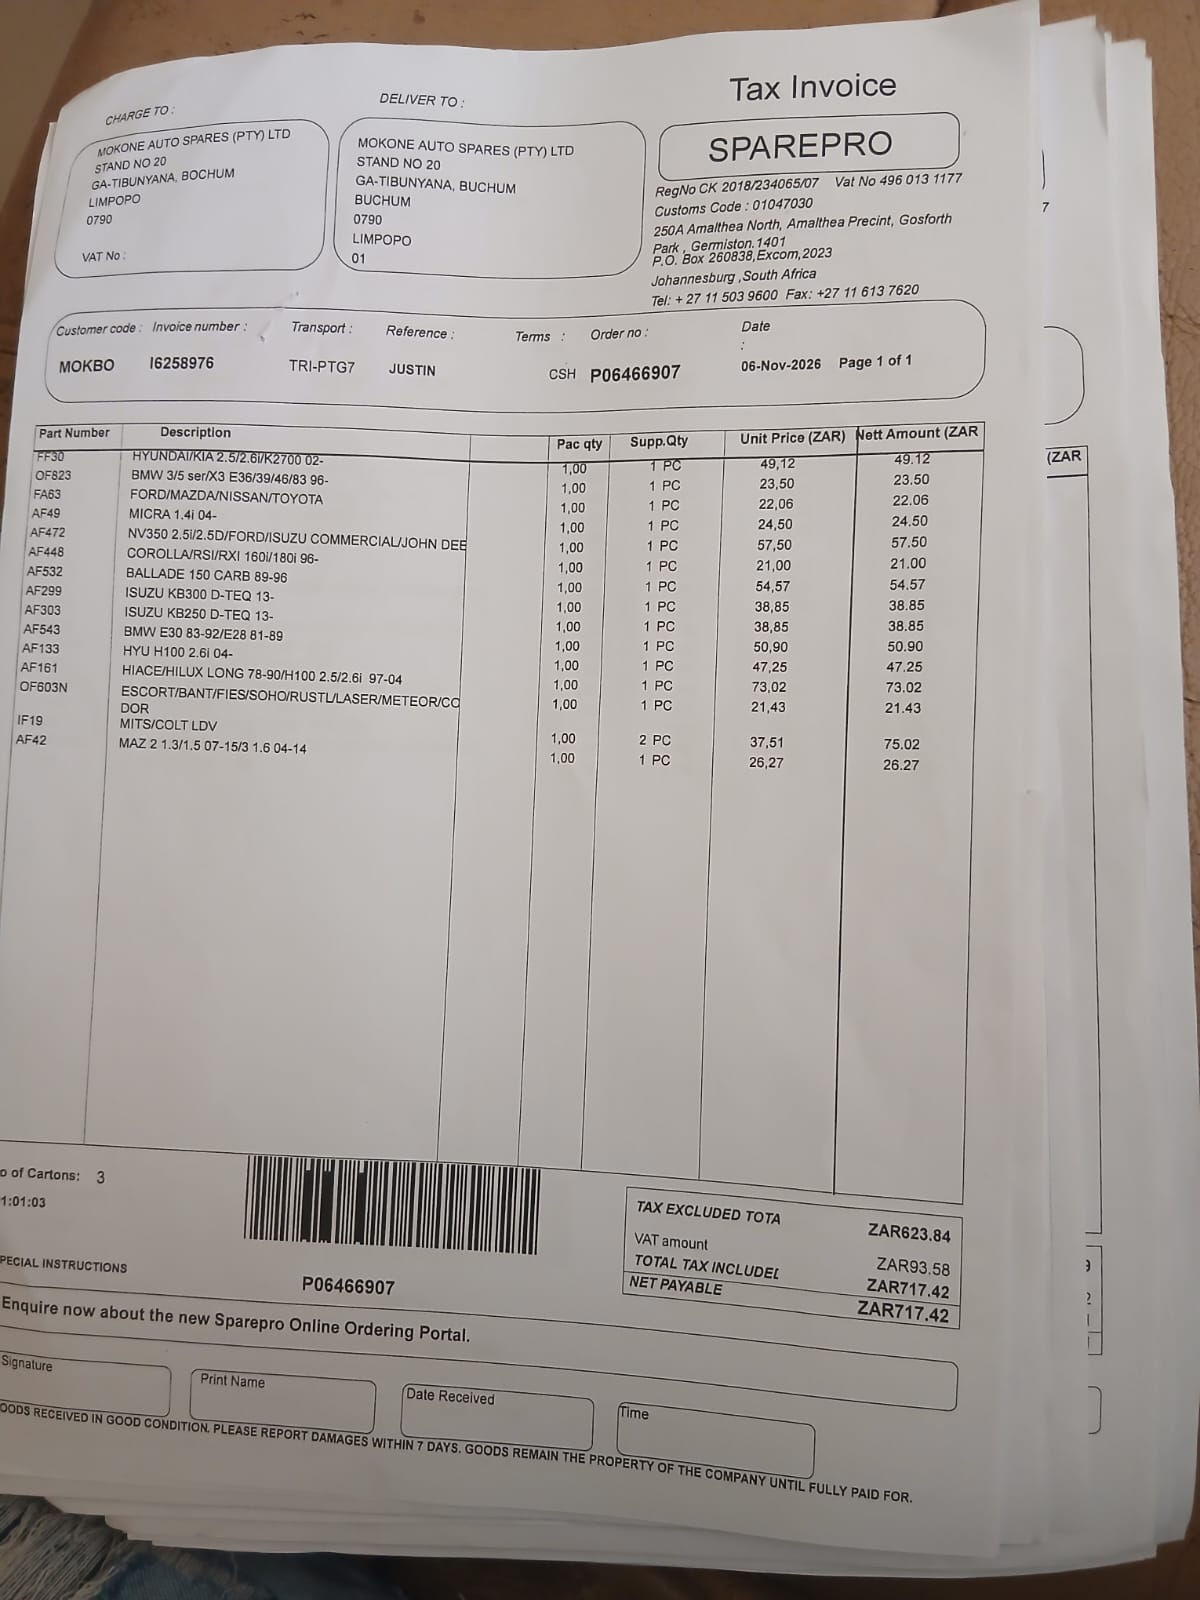 Tax Invoice
CHARGE TO :
MOKONE AUTO SPARES (PTY) LTD
STAND NO 20
GA-TIBUNYANA, BOCHUM
LIMPOPO
0790
VAT No :
DELIVER TO :
MOKONE AUTO SPARES (PTY) LTD
STAND NO 20
GA-TIBUNYANA, BUCHUM
BUCHUM
0790
LIMPOPO
01
SPAREPRO
RegNo CK 2018/234065/07 Vat No 496 013 1177
Customs Code : 01047030
250A Amalthea North, Amalthea Precint, Gosforth
Park , Germiston.1401
P.O. Box 260838,Excom,2023
Johannesburg ,South Africa
Tel: + 27 11 503 9600 Fax: +27 11 613 7620
Customer code : Invoice number : Transport : Reference : Terms : Order no : Date :
MOKBO I6258976 TRI-PTG7 JUSTIN CSH P06466907 06-Nov-2026 Page 1 of 1
Part Number Description Pac qty Supp.Qty Unit Price (ZAR) Nett Amount (ZAR
FF30 HYUNDAI/KIA 2.5/2.6i/K2700 02- 1,00 1 PC 49,12 49.12
OF823 BMW 3/5 ser/X3 E36/39/46/83 96- 1,00 1 PC 23,50 23.50
FA63 FORD/MAZDA/NISSAN/TOYOTA 1,00 1 PC 22,06 22.06
AF49 MICRA 1.4i 04- 1,00 1 PC 24,50 24.50
AF472 NV350 2.5i/2.5D/FORD/ISUZU COMMERCIAL/JOHN DEE 1,00 1 PC 57,50 57.50
AF448 COROLLA/RSI/RXI 160i/180i 96- 1,00 1 PC 21,00 21.00
AF532 BALLADE 150 CARB 89-96 1,00 1 PC 54,57 54.57
AF299 ISUZU KB300 D-TEQ 13- 1,00 1 PC 38,85 38.85
AF303 ISUZU KB250 D-TEQ 13- 1,00 1 PC 38,85 38.85
AF543 BMW E30 83-92/E28 81-89 1,00 1 PC 50,90 50.90
AF133 HYU H100 2.6i 04- 1,00 1 PC 47,25 47.25
AF161 HIACE/HILUX LONG 78-90/H100 2.5/2.6i 97-04 1,00 1 PC 73,02 73.02
OF603N ESCORT/BANT/FIES/SOHO/RUSTL/LASER/METEOR/CO 1,00 1 PC 21,43 21.43
DOR
IF19 MITS/COLT LDV 1,00 2 PC 37,51 75.02
AF42 MAZ 2 1.3/1.5 07-15/3 1.6 04-14 1,00 1 PC 26,27 26.27
o of Cartons: 3
1:01:03
PECIAL INSTRUCTIONS
P06466907
TAX EXCLUDED TOTA ZAR623.84
VAT amount ZAR93.58
TOTAL TAX INCLUDEL ZAR717.42
NET PAYABLE ZAR717.42
Enquire now about the new Sparepro Online Ordering Portal.
Signature
Print Name
Date Received
Time
OODS RECEIVED IN GOOD CONDITION. PLEASE REPORT DAMAGES WITHIN 7 DAYS. GOODS REMAIN THE PROPERTY OF THE COMPANY UNTIL FULLY PAID FOR.
7
(ZAR